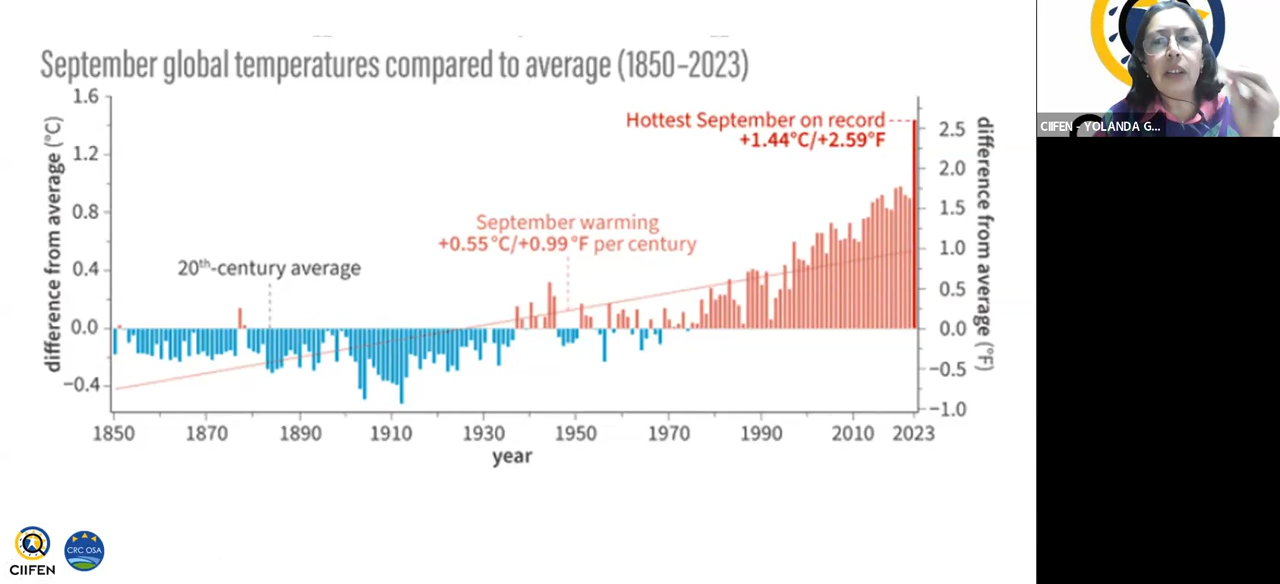 September global temperatures compared to average (1850–2023)
1.6
1.2
0.8
0.4
0.0
−0.4
difference from average (°C)
Hottest September on record
+1.44°C/+2.59°F
September warming
+0.55°C/+0.99°F per century
20th-century average
2.5
2.0
1.5
1.0
0.5
0.0
−0.5
−1.0
difference from average (°F)
1850 1870 1890 1910 1930 1950 1970 1990 2010 2023
year
CIIFEN
CRC OSA
CIIFEN - YOLANDA G...